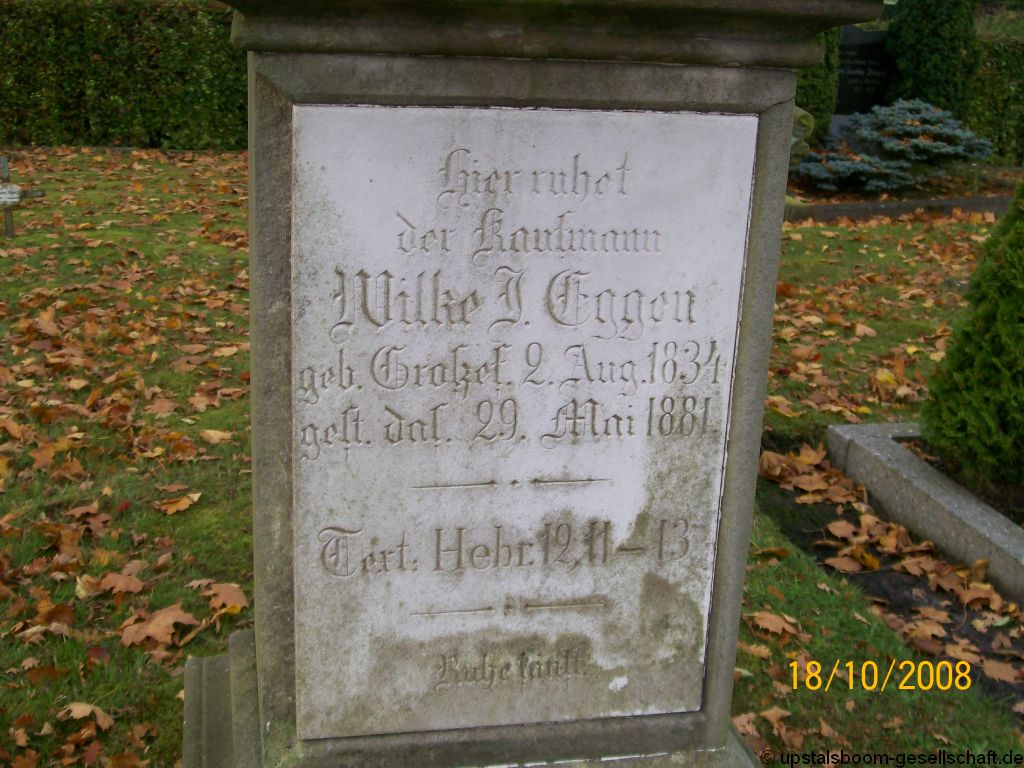 Hier ruhet
der Kaufmann
Wilke J. Eggen
geb. Großef. 2. Aug. 1834
gest. das. 29. Mai 1881.
Text: Hebr. 12,11–13
Ruhe sanft.
18/10/2008
© upstalsboom-gesellschaft.de